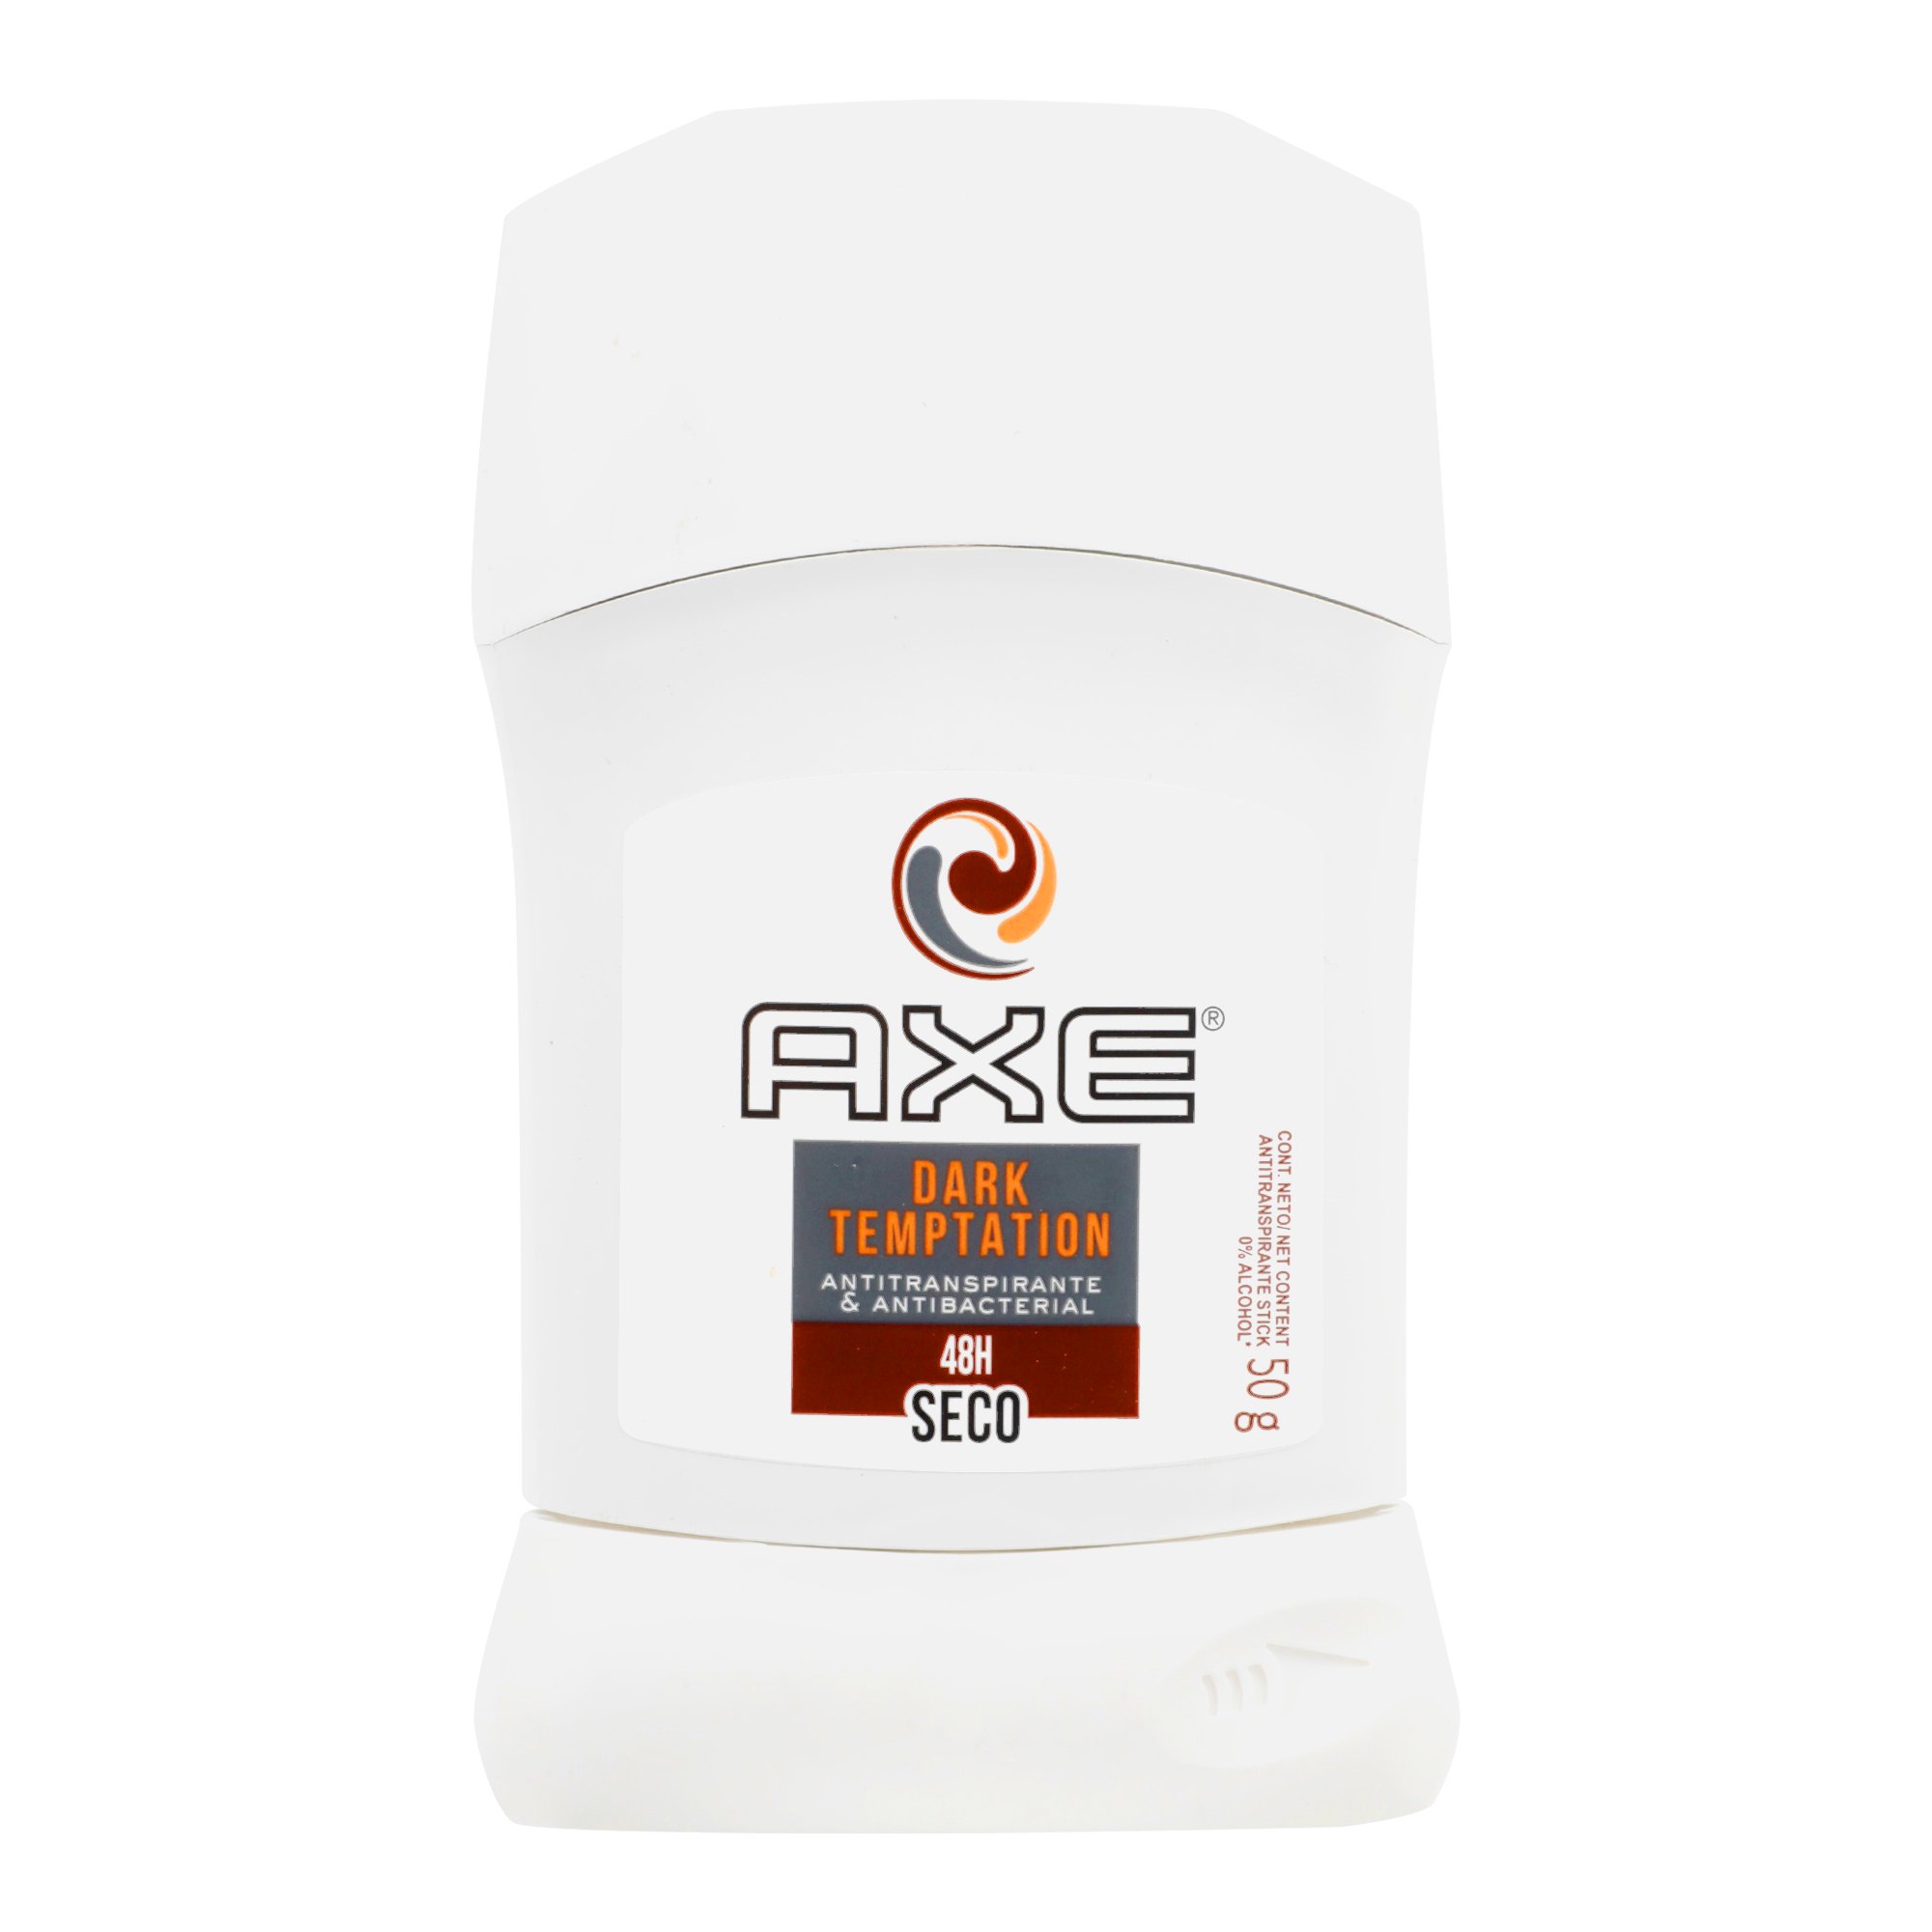 AXE®
DARK
TEMPTATION
ANTITRANSPIRANTE
& ANTIBACTERIAL
48H
SECO
CONT. NETO/ NET CONTENT
ANTITRANSPIRANTE STICK
0% ALCOHOL*
50 g